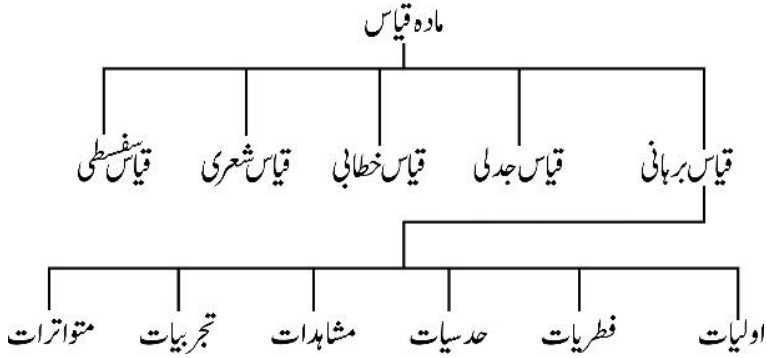 مادہ قیاس
قیاس برہانی قیاس جدلی قیاس خطابی قیاس شعری قیاس سفسطی
اولیات فطریات حدسیات مشاہدات تجربیات متواترات